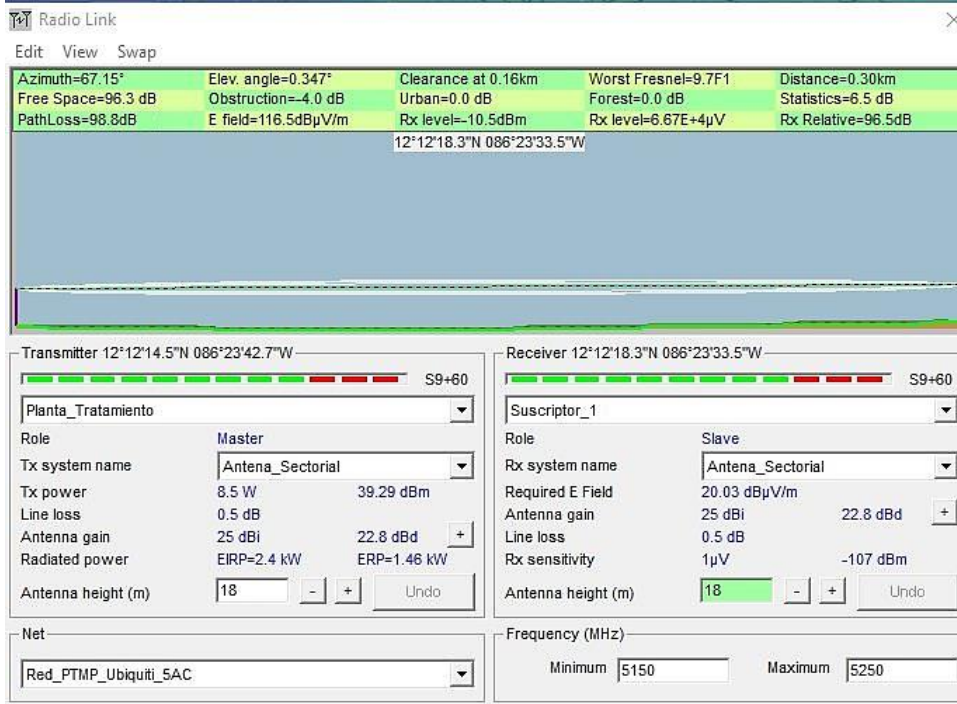 Radio Link
Edit View Swap
Azimuth=67.15° Elev. angle=0.347° Clearance at 0.16km Worst Fresnel=9.7F1 Distance=0.30km
Free Space=96.3 dB Obstruction=-4.0 dB Urban=0.0 dB Forest=0.0 dB Statistics=6.5 dB
PathLoss=98.8dB E field=116.5dBµV/m Rx level=-10.5dBm Rx level=6.67E+4µV Rx Relative=96.5dB
12°12'18.3"N 086°23'33.5"W
Transmitter 12°12'14.5"N 086°23'42.7"W
S9+60
Planta_Tratamiento
Role Master
Tx system name Antena_Sectorial
Tx power 8.5 W 39.29 dBm
Line loss 0.5 dB
Antenna gain 25 dBi 22.8 dBd +
Radiated power EIRP=2.4 kW ERP=1.46 kW
Antenna height (m) 18 - + Undo
Receiver 12°12'18.3"N 086°23'33.5"W
S9+60
Suscriptor_1
Role Slave
Rx system name Antena_Sectorial
Required E Field 20.03 dBµV/m
Antenna gain 25 dBi 22.8 dBd +
Line loss 0.5 dB
Rx sensitivity 1µV -107 dBm
Antenna height (m) 18 - + Undo
Net
Red_PTMP_Ubiquiti_5AC
Frequency (MHz)
Minimum 5150 Maximum 5250